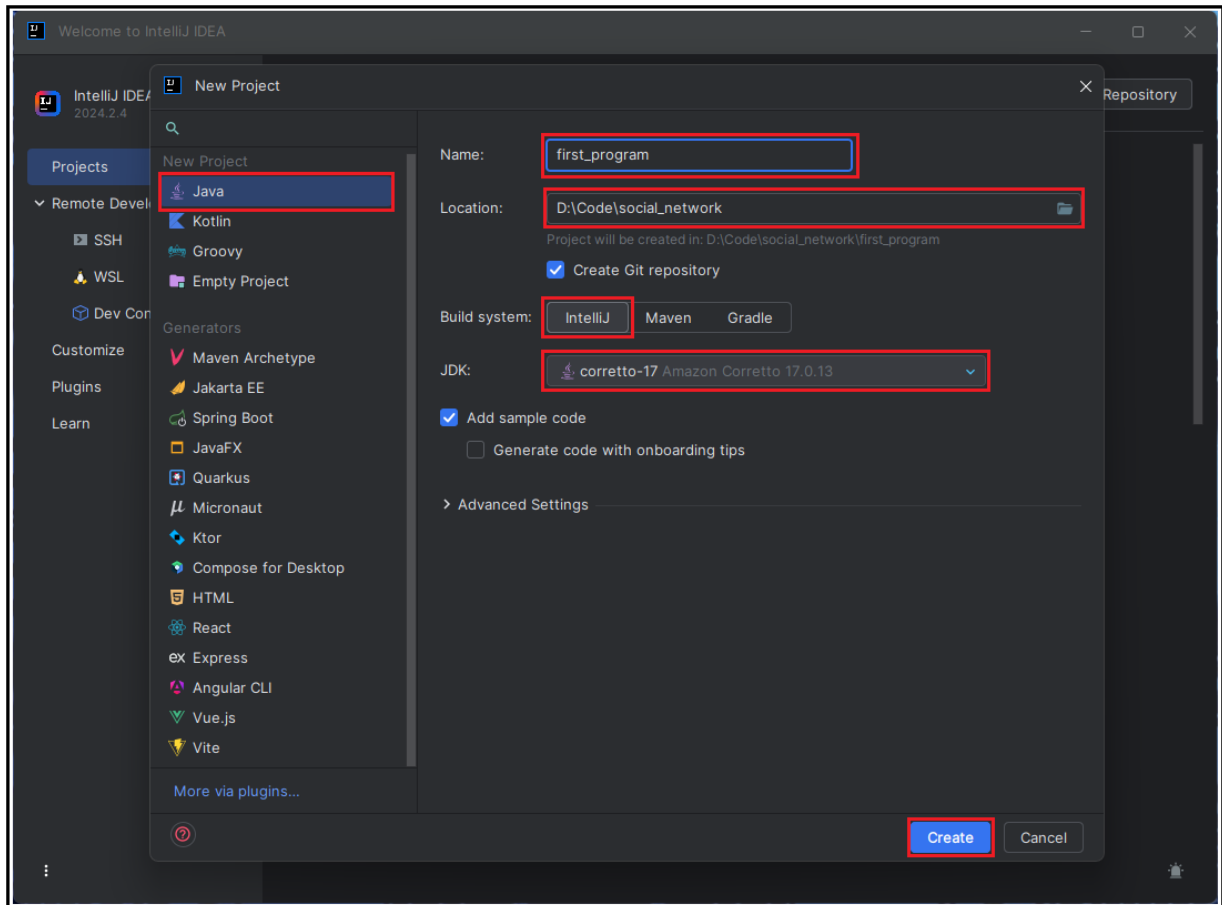 Welcome to IntelliJ IDEA
IntelliJ IDEA
2024.2.4
Projects
Remote Devel
SSH
WSL
Dev Con
Customize
Plugins
Learn
Repository
New Project
New Project
Java
Kotlin
Groovy
Empty Project
Generators
Maven Archetype
Jakarta EE
Spring Boot
JavaFX
Quarkus
Micronaut
Ktor
Compose for Desktop
HTML
React
Express
Angular CLI
Vue.js
Vite
More via plugins...
Name: first_program
Location: D:\Code\social_network
Project will be created in: D:\Code\social_network\first_program
Create Git repository
Build system: IntelliJ Maven Gradle
JDK: corretto-17 Amazon Corretto 17.0.13
Add sample code
Generate code with onboarding tips
Advanced Settings
Create Cancel